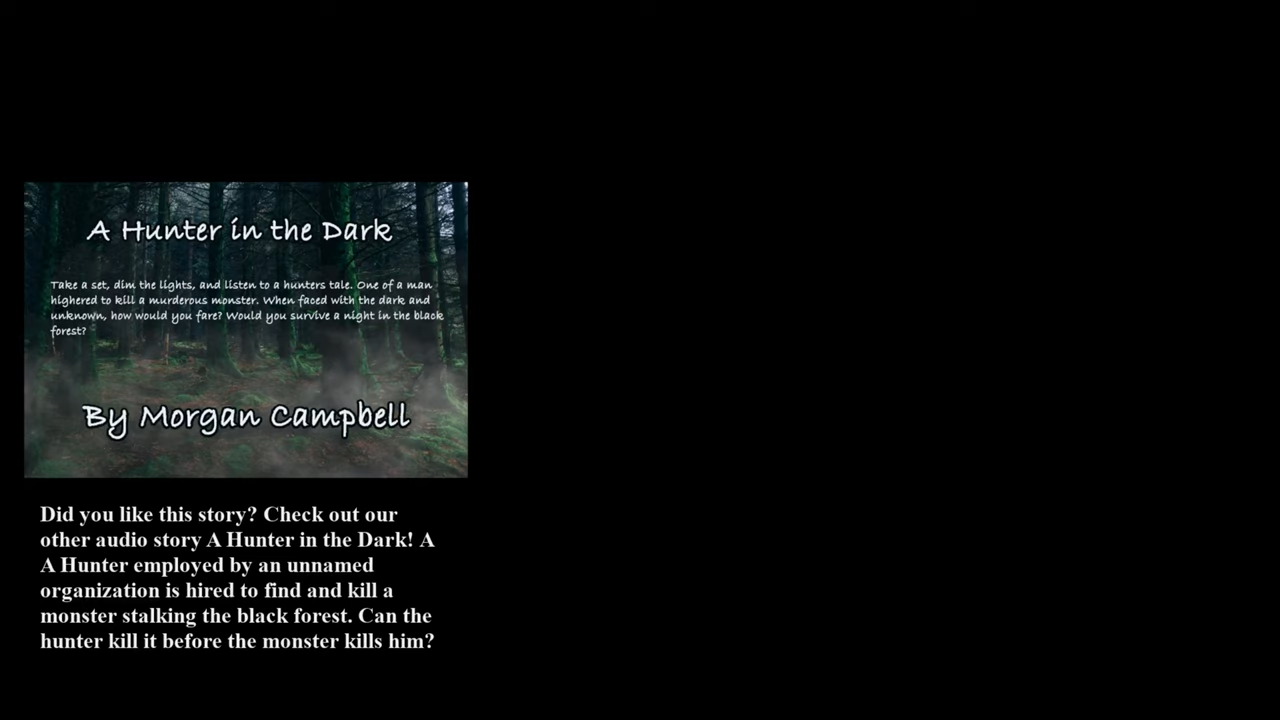 A Hunter in the Dark
Take a set, dim the lights, and listen to a hunters tale. One of a man
highered to kill a murderous monster. When faced with the dark and
unknown, how would you fare? Would you survive a night in the black
forest?
By Morgan Campbell
Did you like this story? Check out our
other audio story A Hunter in the Dark! A
A Hunter employed by an unnamed
organization is hired to find and kill a
monster stalking the black forest. Can the
hunter kill it before the monster kills him?